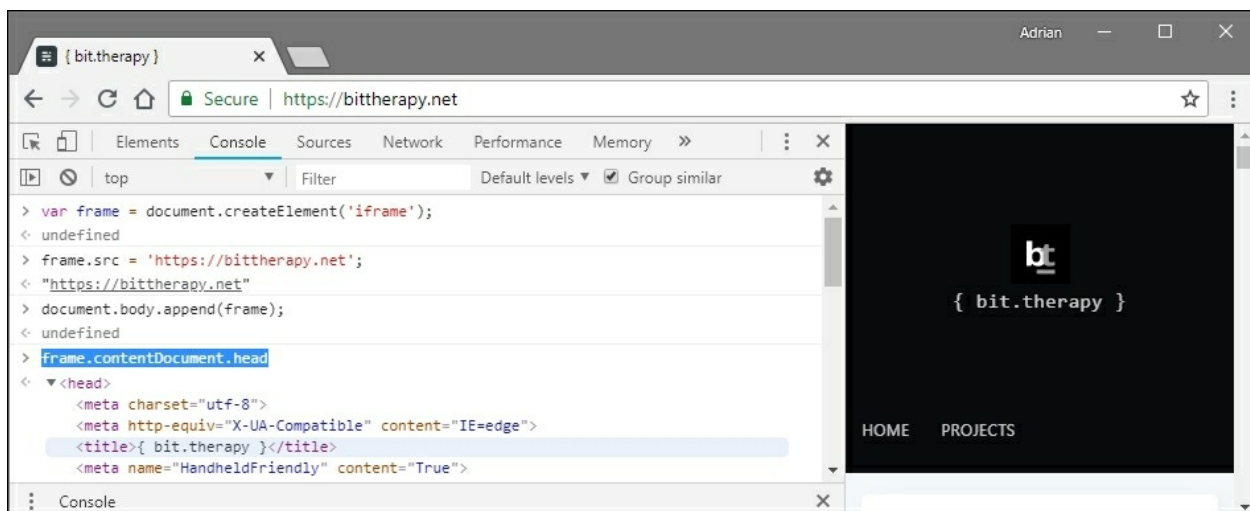 Adrian
{ bit.therapy }
Secure | https://bittherapy.net
Elements Console Sources Network Performance Memory »
top Filter Default levels ▼ Group similar
> var frame = document.createElement('iframe');
undefined
> frame.src = 'https://bittherapy.net';
"https://bittherapy.net"
> document.body.append(frame);
undefined
> frame.contentDocument.head
▼<head>
<meta charset="utf-8">
<meta http-equiv="X-UA-Compatible" content="IE=edge">
<title>{ bit.therapy }</title>
<meta name="HandheldFriendly" content="True">
Console
bt
{ bit.therapy }
HOME PROJECTS